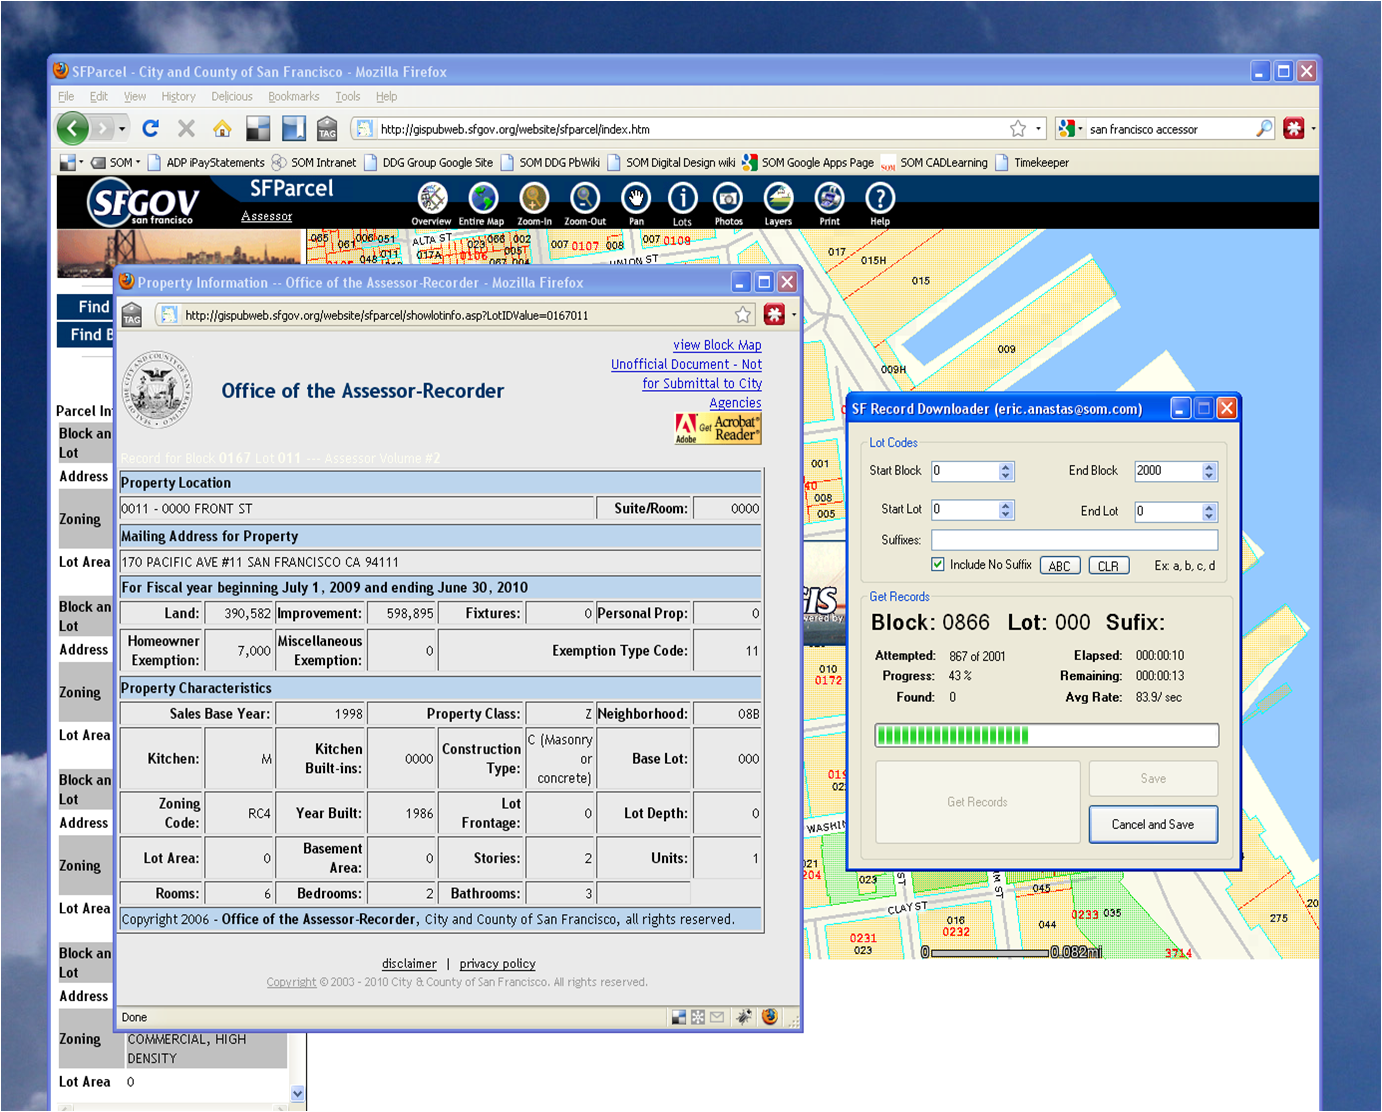 SFParcel - City and County of San Francisco - Mozilla Firefox
File Edit View History Delicious Bookmarks Tools Help
TAG http://gispubweb.sfgov.org/website/sfparcel/index.htm san francisco accessor
SOM ADP iPayStatements SOM Intranet DDG Group Google Site SOM DDG PbWiki SOM Digital Design wiki SOM Google Apps Page SOM CADLearning Timekeeper
SFGOV
san francisco
SFParcel
Assessor
Overview Entire Map Zoom-In Zoom-Out Pan Lots Photos Layers Print Help
Find
Find B
Parcel In
Block an
Lot
Address
Zoning
Lot Area
Block an
Lot
Address
Zoning
Lot Area
Block an
Lot
Address
Zoning
Lot Area
Block an
Lot
Address
Zoning COMMERCIAL, HIGH
DENSITY
Lot Area 0
065 061 006 051 ALTA ST 023 066 002 007 0107 008 007 0108
048 011 017A 0106 005
UNION ST
017 015H
015
009
009H
001
008
005
010
0172
WASHIN
023
CLAY ST
016
0232
0231
023
045
044
0233 035
275
3714
0 0.082mi
Property Information -- Office of the Assessor-Recorder - Mozilla Firefox
TAG http://gispubweb.sfgov.org/website/sfparcel/showlotinfo.asp?LotIDValue=0167011
view Block Map
Unofficial Document - Not
for Submittal to City
Agencies
Adobe Get Acrobat® Reader®
Office of the Assessor-Recorder
Record for Block 0167 Lot 011 --- Assessor Volume #2
Property Location
0011 - 0000 FRONT ST Suite/Room: 0000
Mailing Address for Property
170 PACIFIC AVE #11 SAN FRANCISCO CA 94111
For Fiscal year beginning July 1, 2009 and ending June 30, 2010
Land: 390,582 Improvement: 598,895 Fixtures: 0 Personal Prop: 0
Homeowner Exemption: 7,000 Miscellaneous Exemption: 0 Exemption Type Code: 11
Property Characteristics
Sales Base Year: 1998 Property Class: Z Neighborhood: 08B
Kitchen: M Kitchen Built-ins: 0000 Construction Type: C (Masonry or concrete) Base Lot: 000
Zoning Code: RC4 Year Built: 1986 Lot Frontage: 0 Lot Depth: 0
Lot Area: 0 Basement Area: 0 Stories: 2 Units: 1
Rooms: 6 Bedrooms: 2 Bathrooms: 3
Copyright 2006 - Office of the Assessor-Recorder, City and County of San Francisco, all rights reserved.
disclaimer | privacy policy
Copyright © 2003 - 2010 City & County of San Francisco. All rights reserved.
Done
SF Record Downloader (eric.anastas@som.com)
Lot Codes
Start Block 0 End Block 2000
Start Lot 0 End Lot 0
Suffixes:
Include No Suffix ABC CLR Ex: a, b, c, d
Get Records
Block: 0866 Lot: 000 Sufix:
Attempted: 867 of 2001 Elapsed: 000:00:10
Progress: 43 % Remaining: 000:00:13
Found: 0 Avg Rate: 83.9/ sec
Get Records
Save
Cancel and Save